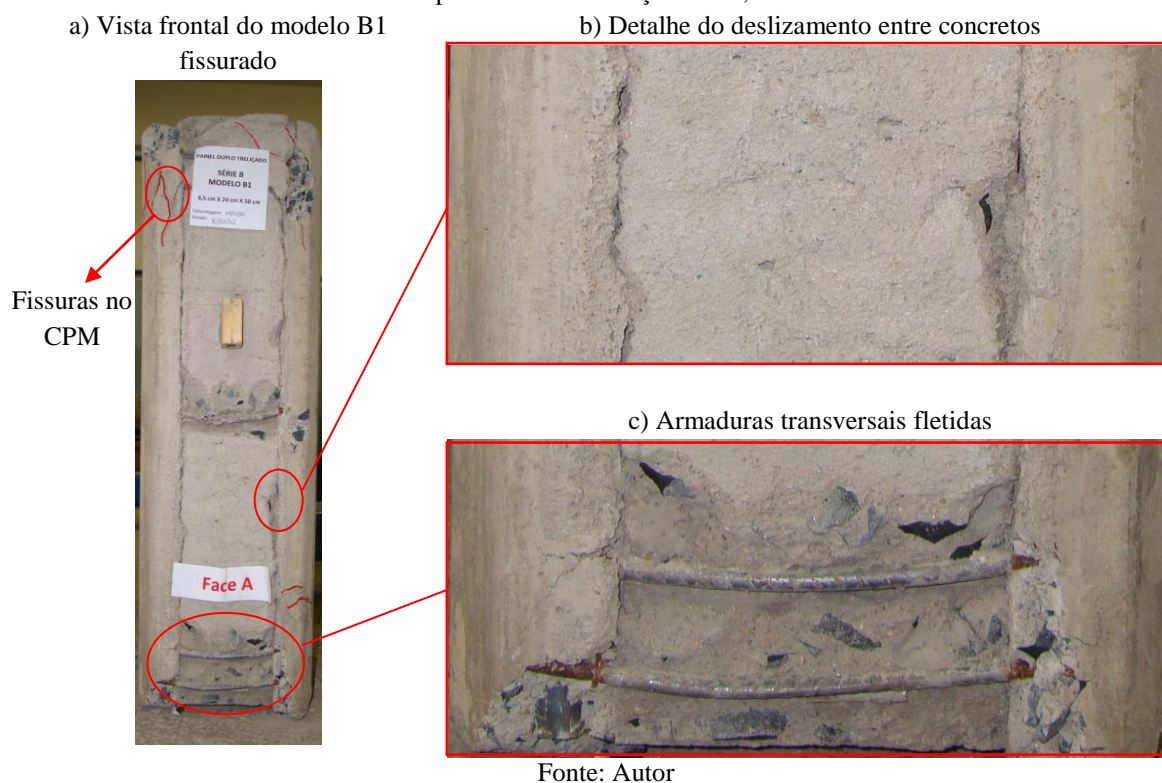 a) Vista frontal do modelo B1
fissurado
b) Detalhe do deslizamento entre concretos
PAINEL DUPLO TRELIÇADO
SÉRIE B
MODELO B1
8,5 cm X 24 cm X 50 cm
Concretagem:
Fissuras no
CPM
c) Armaduras transversais fletidas
Face A
Fonte: Autor